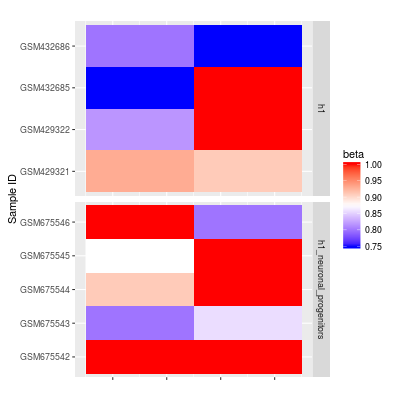 GSM432686
GSM432685
GSM429322
GSM429321
h1
GSM675546
GSM675545
GSM675544
GSM675543
GSM675542
h1_neuronal_progenitors
Sample ID
beta
1.00
0.95
0.90
0.85
0.80
0.75